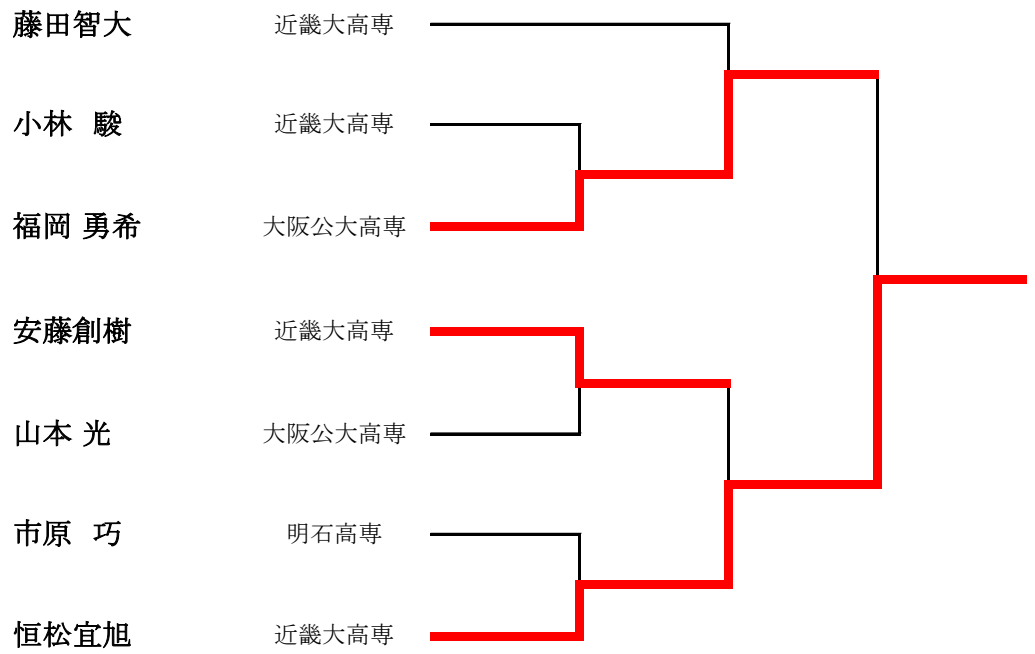 藤田智大 近畿大高専
小林 駿 近畿大高専
福岡 勇希 大阪公大高専
安藤創樹 近畿大高専
山本 光 大阪公大高専
市原 巧 明石高専
恒松宜旭 近畿大高専